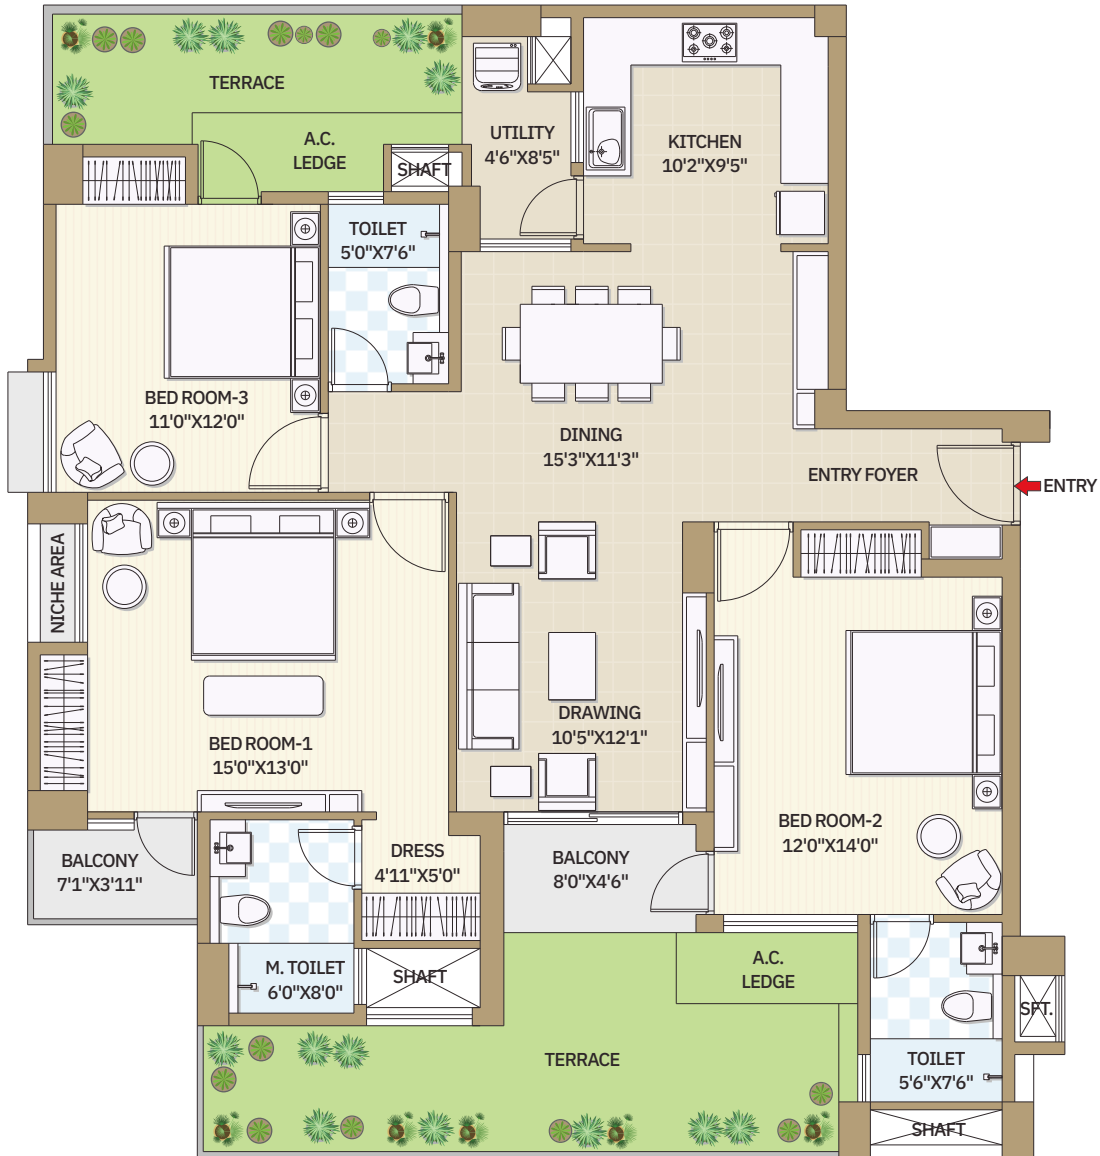 TERRACE
A.C.
LEDGE
SHAFT
UTILITY
4'6"X8'5"
KITCHEN
10'2"X9'5"
TOILET
5'0"X7'6"
BED ROOM-3
11'0"X12'0"
DINING
15'3"X11'3"
ENTRY FOYER
ENTRY
NICHE AREA
BED ROOM-1
15'0"X13'0"
DRAWING
10'5"X12'1"
BED ROOM-2
12'0"X14'0"
BALCONY
7'1"X3'11"
DRESS
4'11"X5'0"
BALCONY
8'0"X4'6"
M. TOILET
6'0"X8'0"
SHAFT
A.C.
LEDGE
SFT.
TERRACE
TOILET
5'6"X7'6"
SHAFT